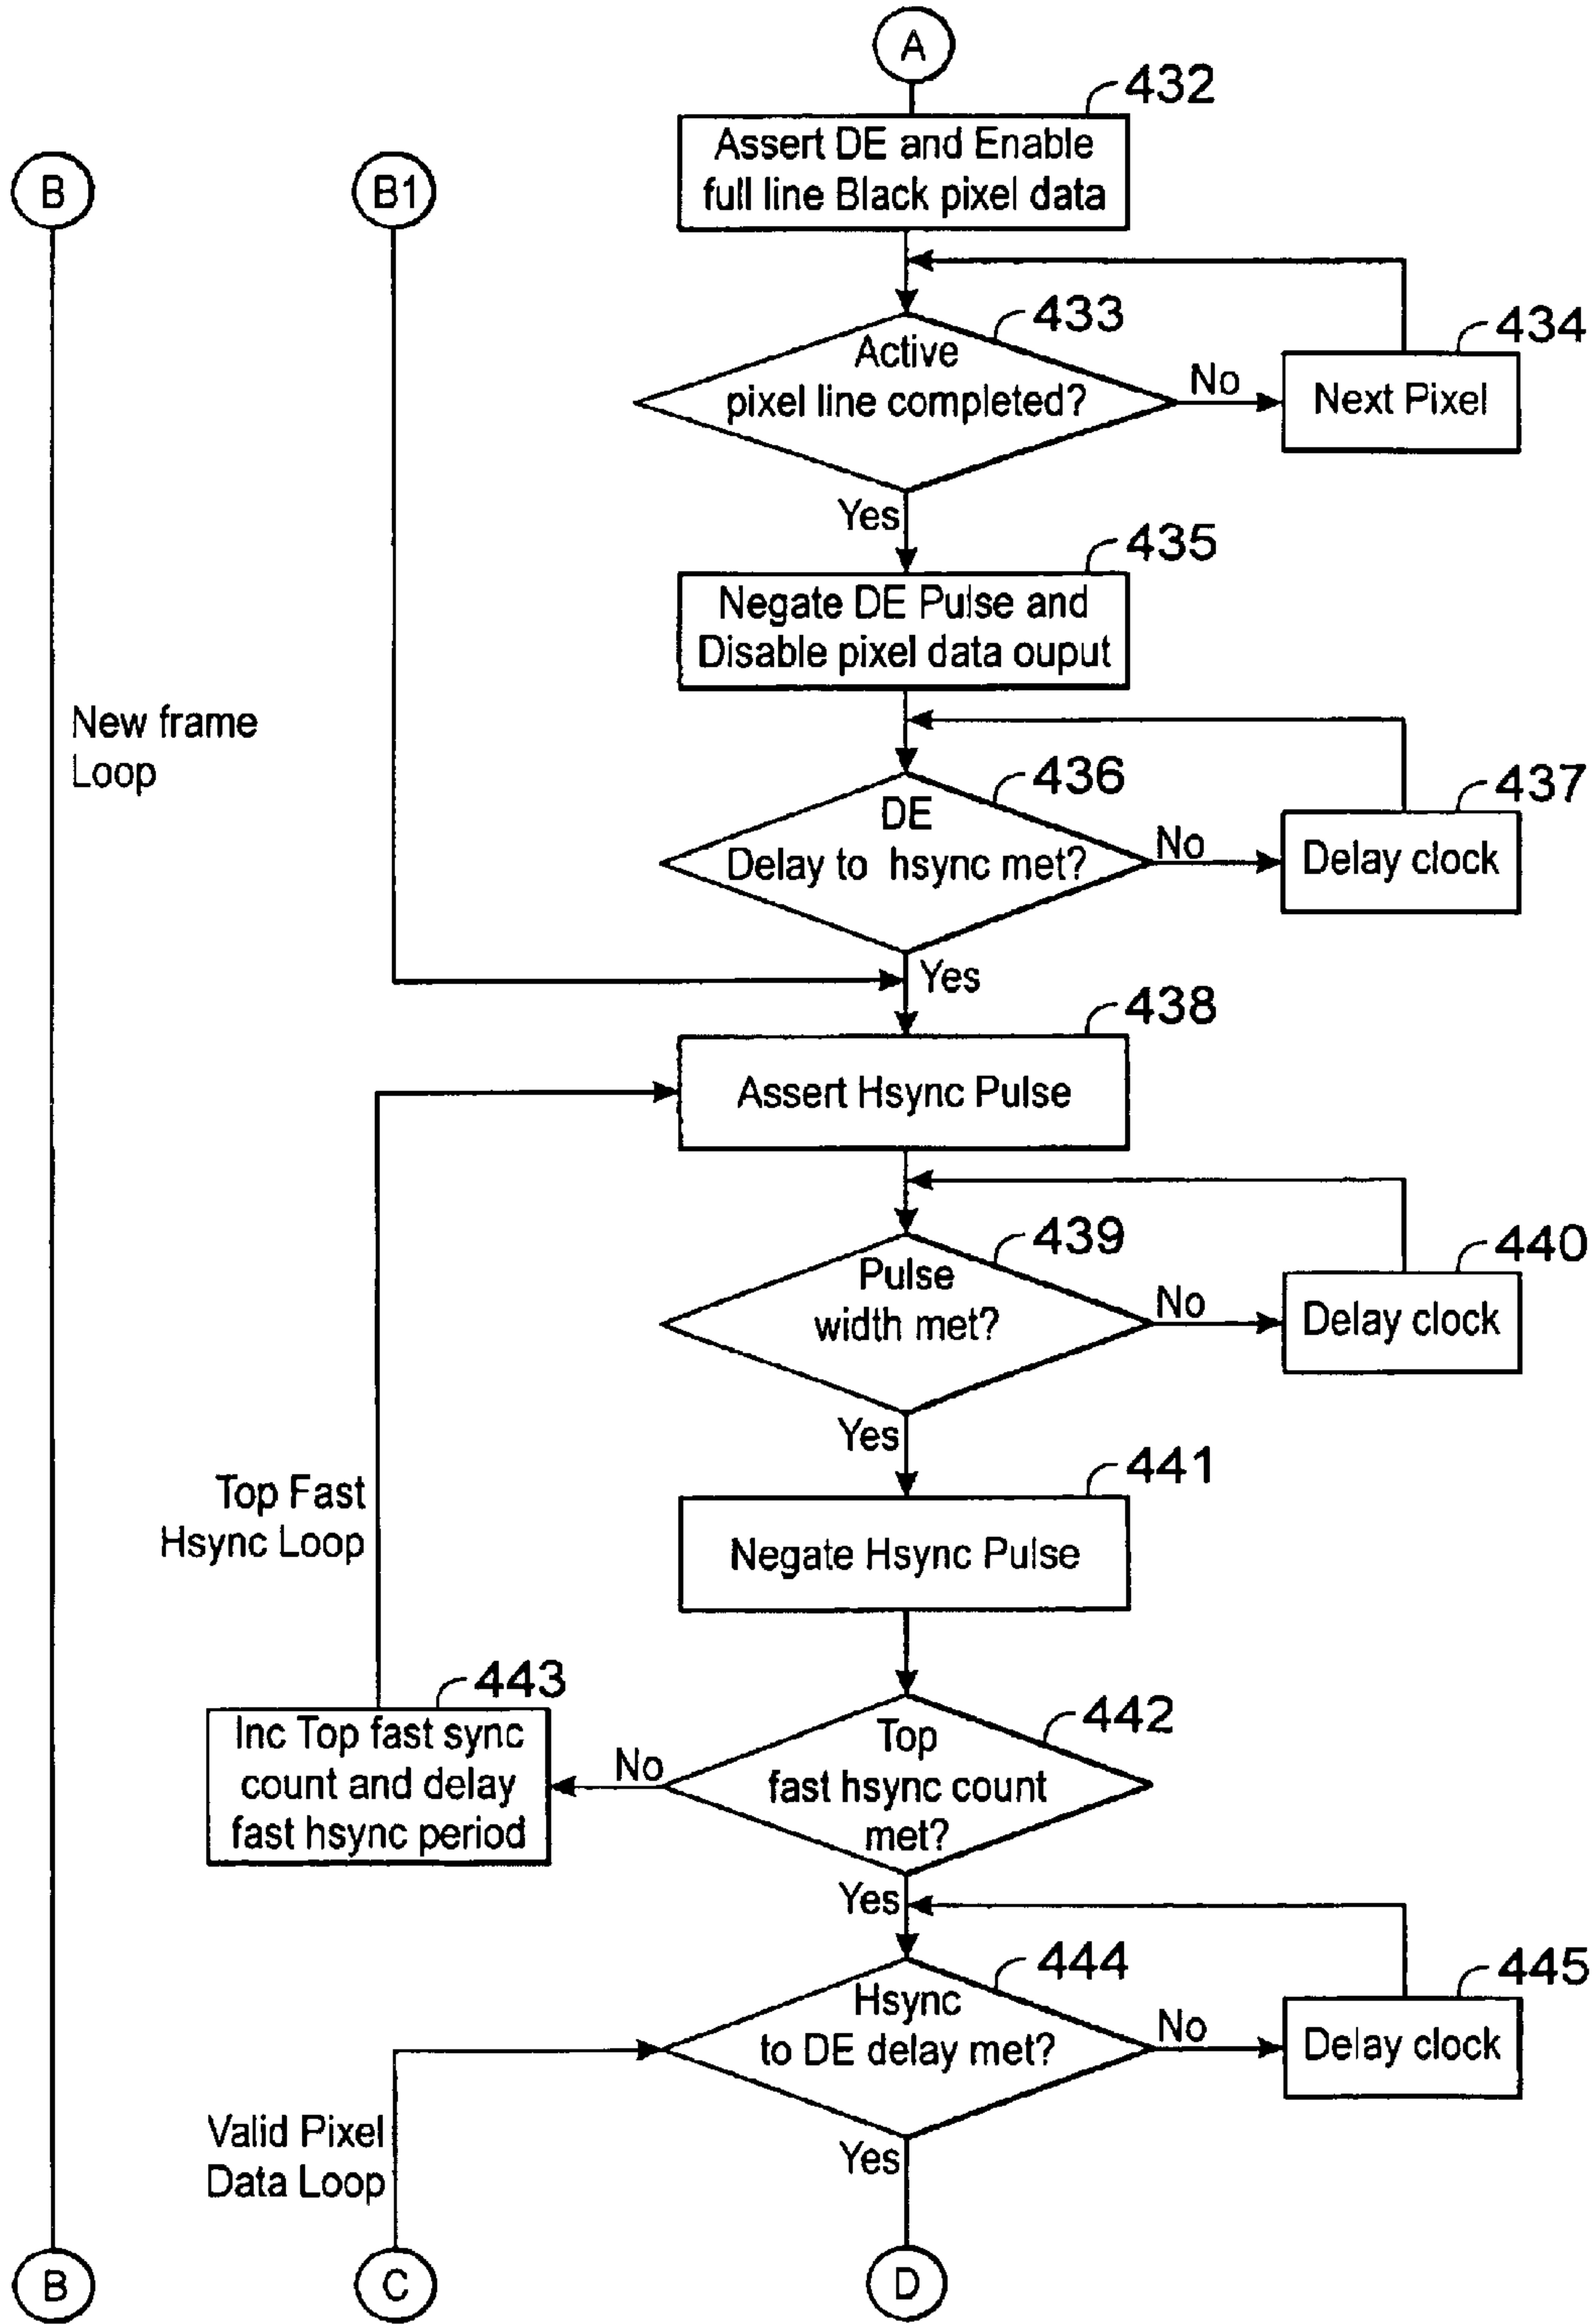 A
432
Assert DE and Enable
full line Black pixel data
B
B1
433
Active
pixel line completed?
No
434
Next Pixel
Yes
435
Negate DE Pulse and
Disable pixel data ouput
New frame
Loop
436
DE
Delay to hsync met?
No
437
Delay clock
Yes
438
Assert Hsync Pulse
439
Pulse
width met?
No
440
Delay clock
Yes
441
Negate Hsync Pulse
Top Fast
Hsync Loop
442
Top
fast hsync count
met?
No
443
Inc Top fast sync
count and delay
fast hsync period
Yes
444
Hsync
to DE delay met?
No
445
Delay clock
Valid Pixel
Data Loop
Yes
B
C
D